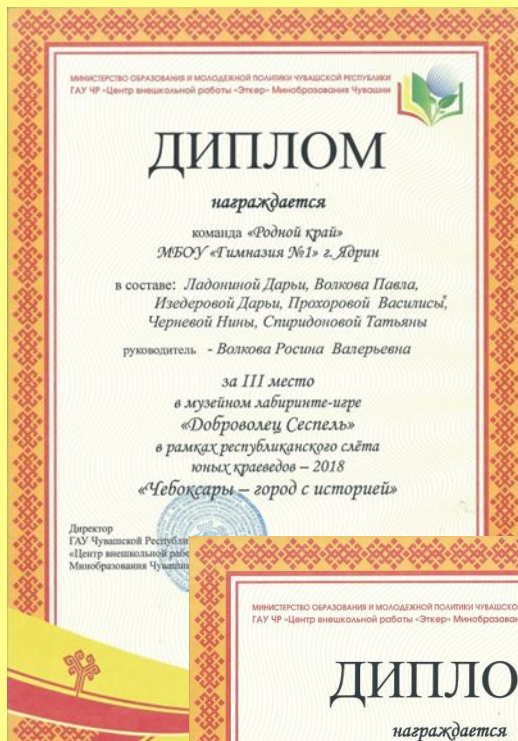 МИНИСТЕРСТВО ОБРАЗОВАНИЯ И МОЛОДЕЖНОЙ ПОЛИТИКИ ЧУВАШСКОЙ РЕСПУБЛИКИ
ГАУ ЧР «Центр внешкольной работы «Эткер» Минобразования Чувашии
ДИПЛОМ
награждается
команда «Родной край»
МБОУ «Гимназия №1» г. Ядрин
в составе: Ладониной Дарьи, Волкова Павла,
Изедеровой Дарьи, Прохоровой Василисы,
Черневой Нины, Спиридоновой Татьяны
руководитель - Волкова Росина Валерьевна
за III место
в музейном лабиринте-игре
«Доброволец Сеспель»
в рамках республиканского слёта
юных краеведов – 2018
«Чебоксары – город с историей»
Директор
ГАУ Чувашской Республи
«Центр внешкольной рабо
Минобразования Чувашии
МИНИСТЕРСТВО ОБРАЗОВАНИЯ И МОЛОДЕЖНОЙ ПОЛИТИКИ ЧУВАШСКО
ГАУ ЧР «Центр внешкольной работы «Эткер» Минобразован
ДИПЛО
награждается